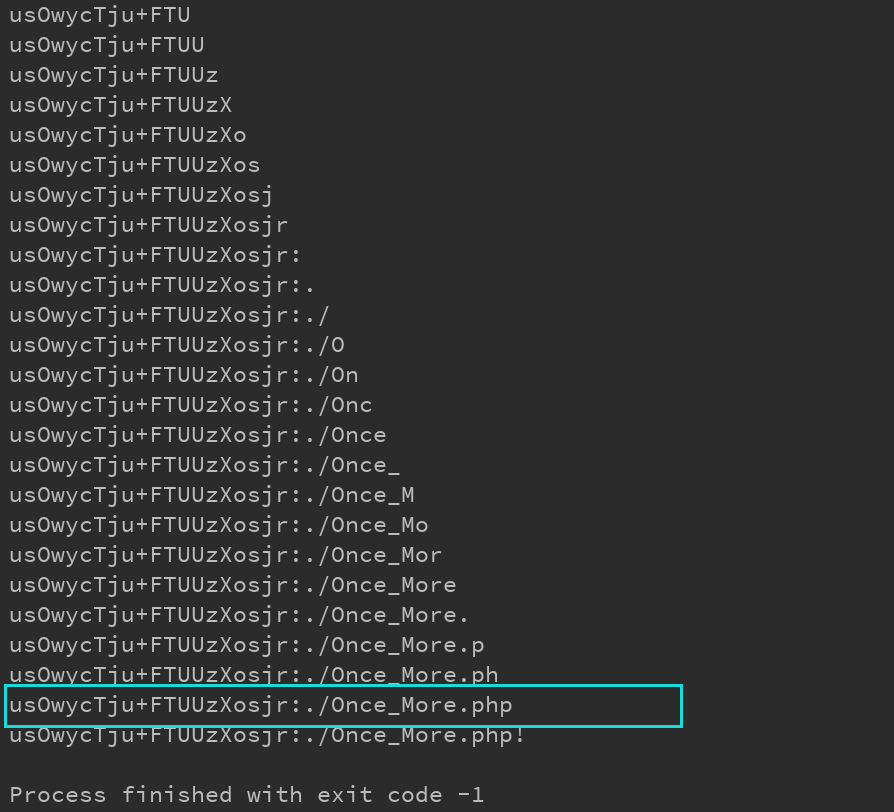 usOwycTju+FTU
usOwycTju+FTUU
usOwycTju+FTUUz
usOwycTju+FTUUzX
usOwycTju+FTUUzXo
usOwycTju+FTUUzXos
usOwycTju+FTUUzXosj
usOwycTju+FTUUzXosjr
usOwycTju+FTUUzXosjr:
usOwycTju+FTUUzXosjr:.
usOwycTju+FTUUzXosjr:./
usOwycTju+FTUUzXosjr:./O
usOwycTju+FTUUzXosjr:./On
usOwycTju+FTUUzXosjr:./Onc
usOwycTju+FTUUzXosjr:./Once
usOwycTju+FTUUzXosjr:./Once_
usOwycTju+FTUUzXosjr:./Once_M
usOwycTju+FTUUzXosjr:./Once_Mo
usOwycTju+FTUUzXosjr:./Once_Mor
usOwycTju+FTUUzXosjr:./Once_More
usOwycTju+FTUUzXosjr:./Once_More.
usOwycTju+FTUUzXosjr:./Once_More.p
usOwycTju+FTUUzXosjr:./Once_More.ph
usOwycTju+FTUUzXosjr:./Once_More.php
usOwycTju+FTUUzXosjr:./Once_More.php!
Process finished with exit code -1